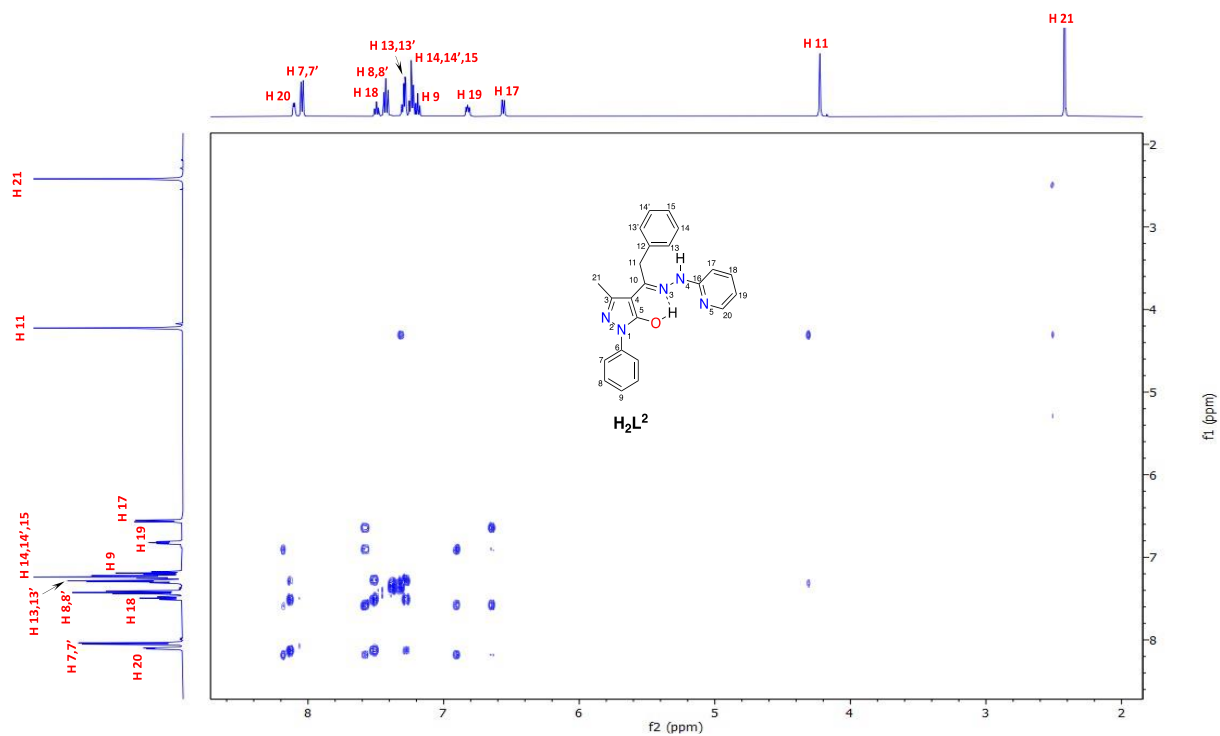 H 21
H 13,13’
H 11
H 14,14’,15
H 7,7’
H 8,8’
H 20
H 18
H 9
H 19
H 17
H 21
H 11
H 17
H 19
H 9
H 14,14’,15
H 13,13’
H 8,8’
H 18
H 7,7’
H 20
14' 15
13' 14
12 13
11 H 17
21 10 N N 16 18
3 4 3 4 19
N 5 O H N 5 20
2' N 1
6
7
8
9
H2L2
2
3
4
5
6
7
8
f1 (ppm)
8 7 6 5 4 3 2
f2 (ppm)